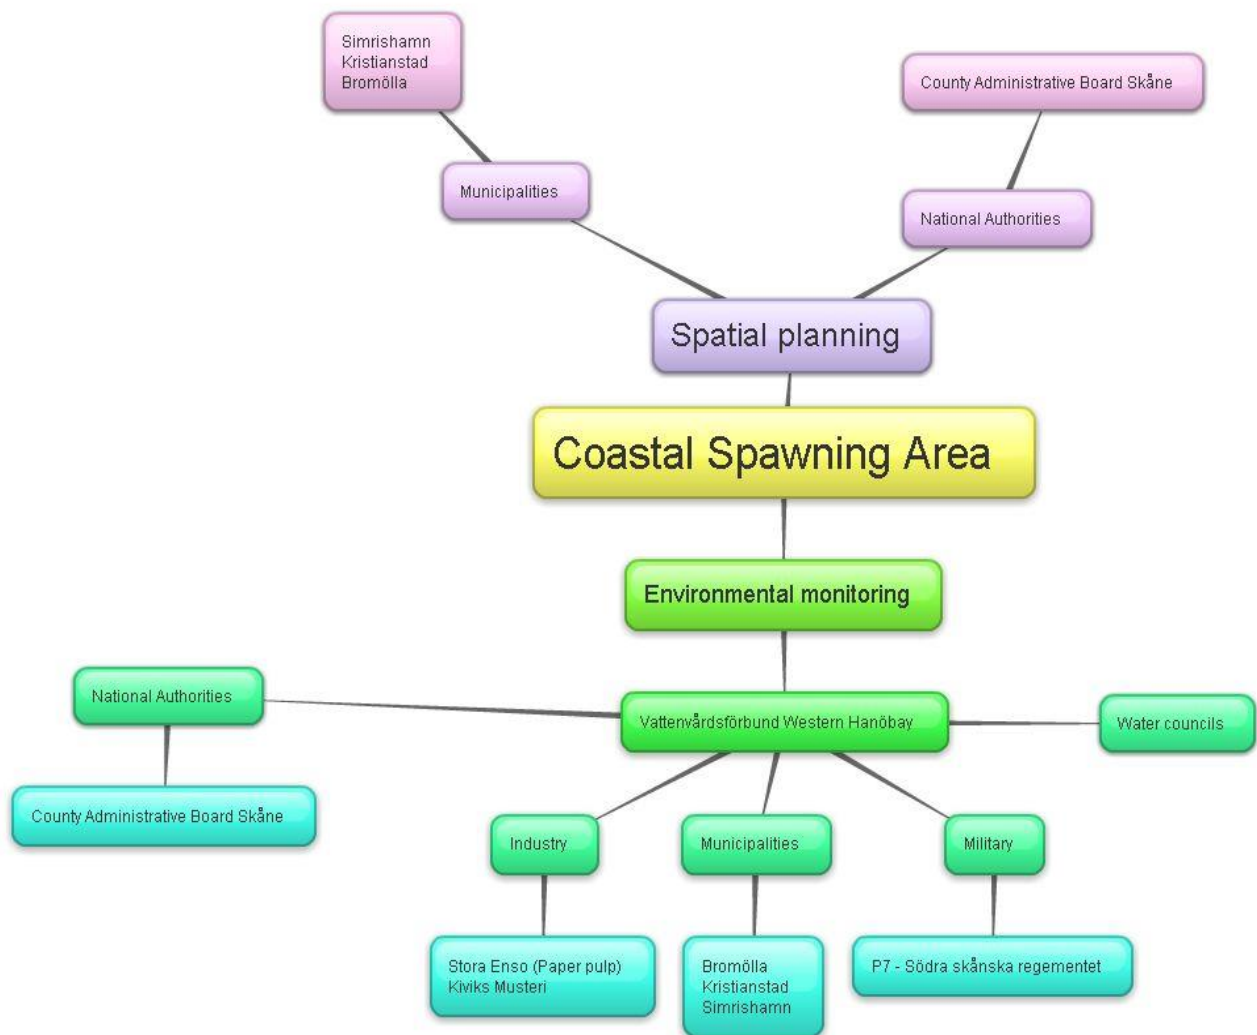 Simrishamn
Kristianstad
Bromölla
County Administrative Board Skåne
Municipalities
National Authorities
Spatial planning
Coastal Spawning Area
Environmental monitoring
National Authorities
Vattenvårdsförbund Western Hanöbay
Water councils
County Administrative Board Skåne
Industry
Municipalities
Military
Stora Enso (Paper pulp)
Kiviks Musteri
Bromölla
Kristianstad
Simrishamn
P7 - Södra skånska regementet